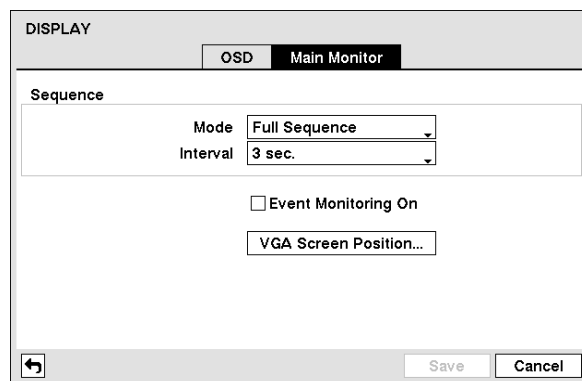 DISPLAY
OSD Main Monitor
Sequence
Mode Full Sequence
Interval 3 sec.
Event Monitoring On
VGA Screen Position...
Save Cancel